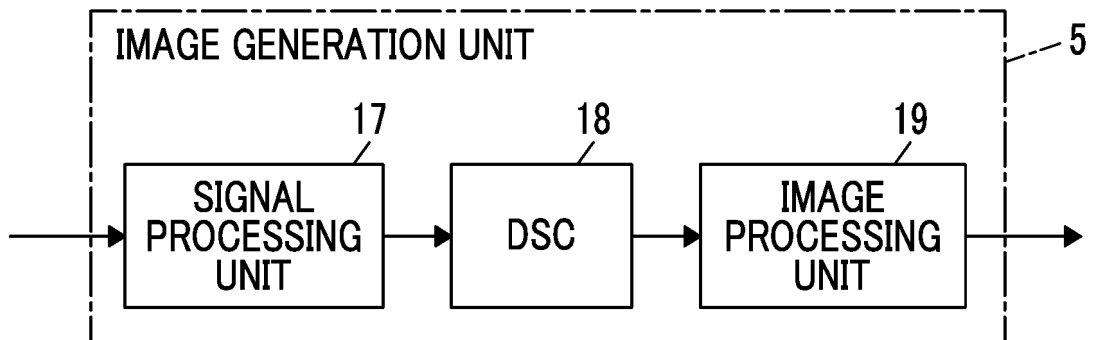 IMAGE GENERATION UNIT
5
17
18
19
SIGNAL
PROCESSING
UNIT
DSC
IMAGE
PROCESSING
UNIT